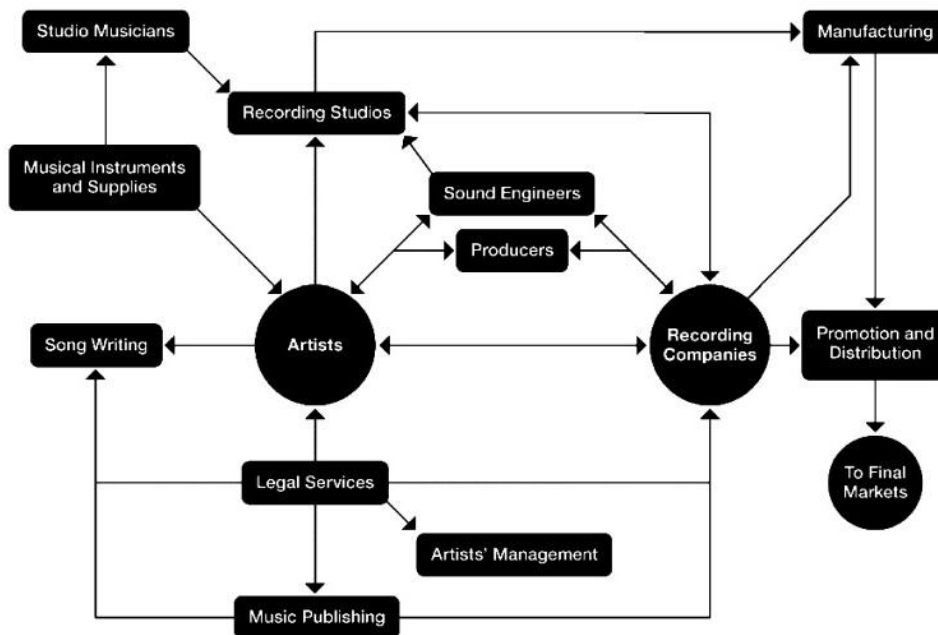 Studio Musicians
Manufacturing
Recording Studios
Musical Instruments
and Supplies
Sound Engineers
Producers
Song Writing
Artists
Recording
Companies
Promotion and
Distribution
Legal Services
To Final
Markets
Artists' Management
Music Publishing